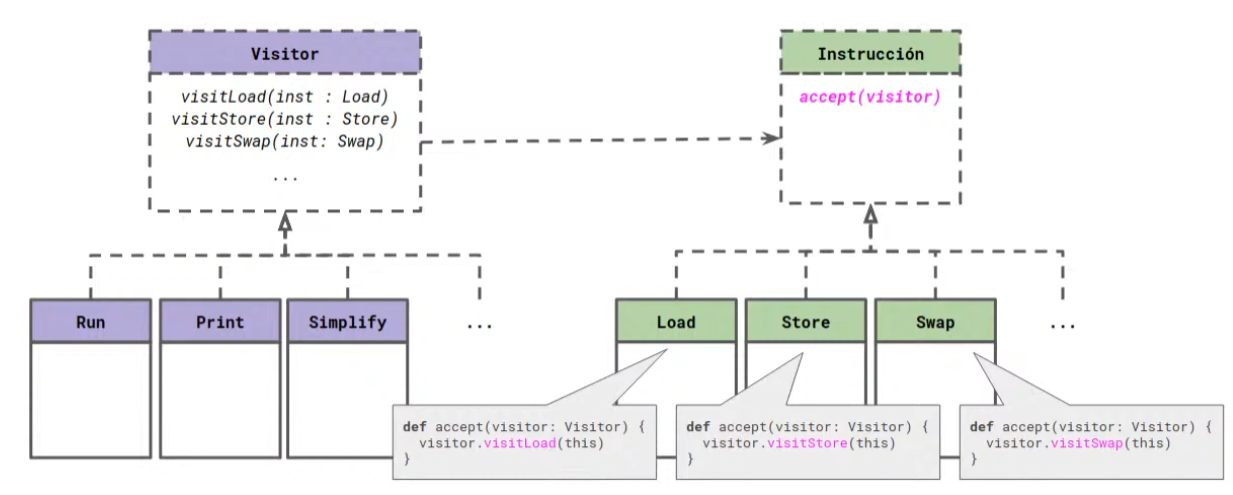 Visitor
visitLoad(inst : Load)
visitStore(inst : Store)
visitSwap(inst: Swap)
...
Instrucción
accept(visitor)
Run
Print
Simplify
...
Load
Store
Swap
...
def accept(visitor: Visitor) {
visitor.visitLoad(this)
}
def accept(visitor: Visitor) {
visitor.visitStore(this)
}
def accept(visitor: Visitor) {
visitor.visitSwap(this)
}